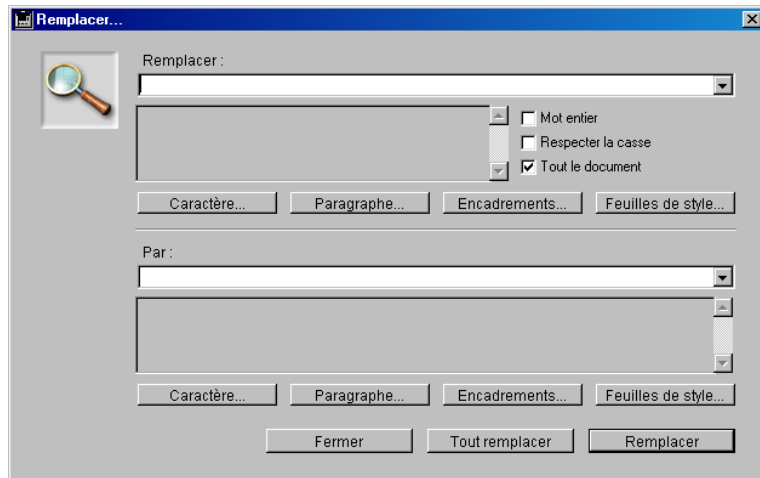 Remplacer...
Remplacer :
Mot entier
Respecter la casse
Tout le document
Caractère... Paragraphe... Encadrements... Feuilles de style...
Par :
Caractère... Paragraphe... Encadrements... Feuilles de style...
Fermer Tout remplacer Remplacer